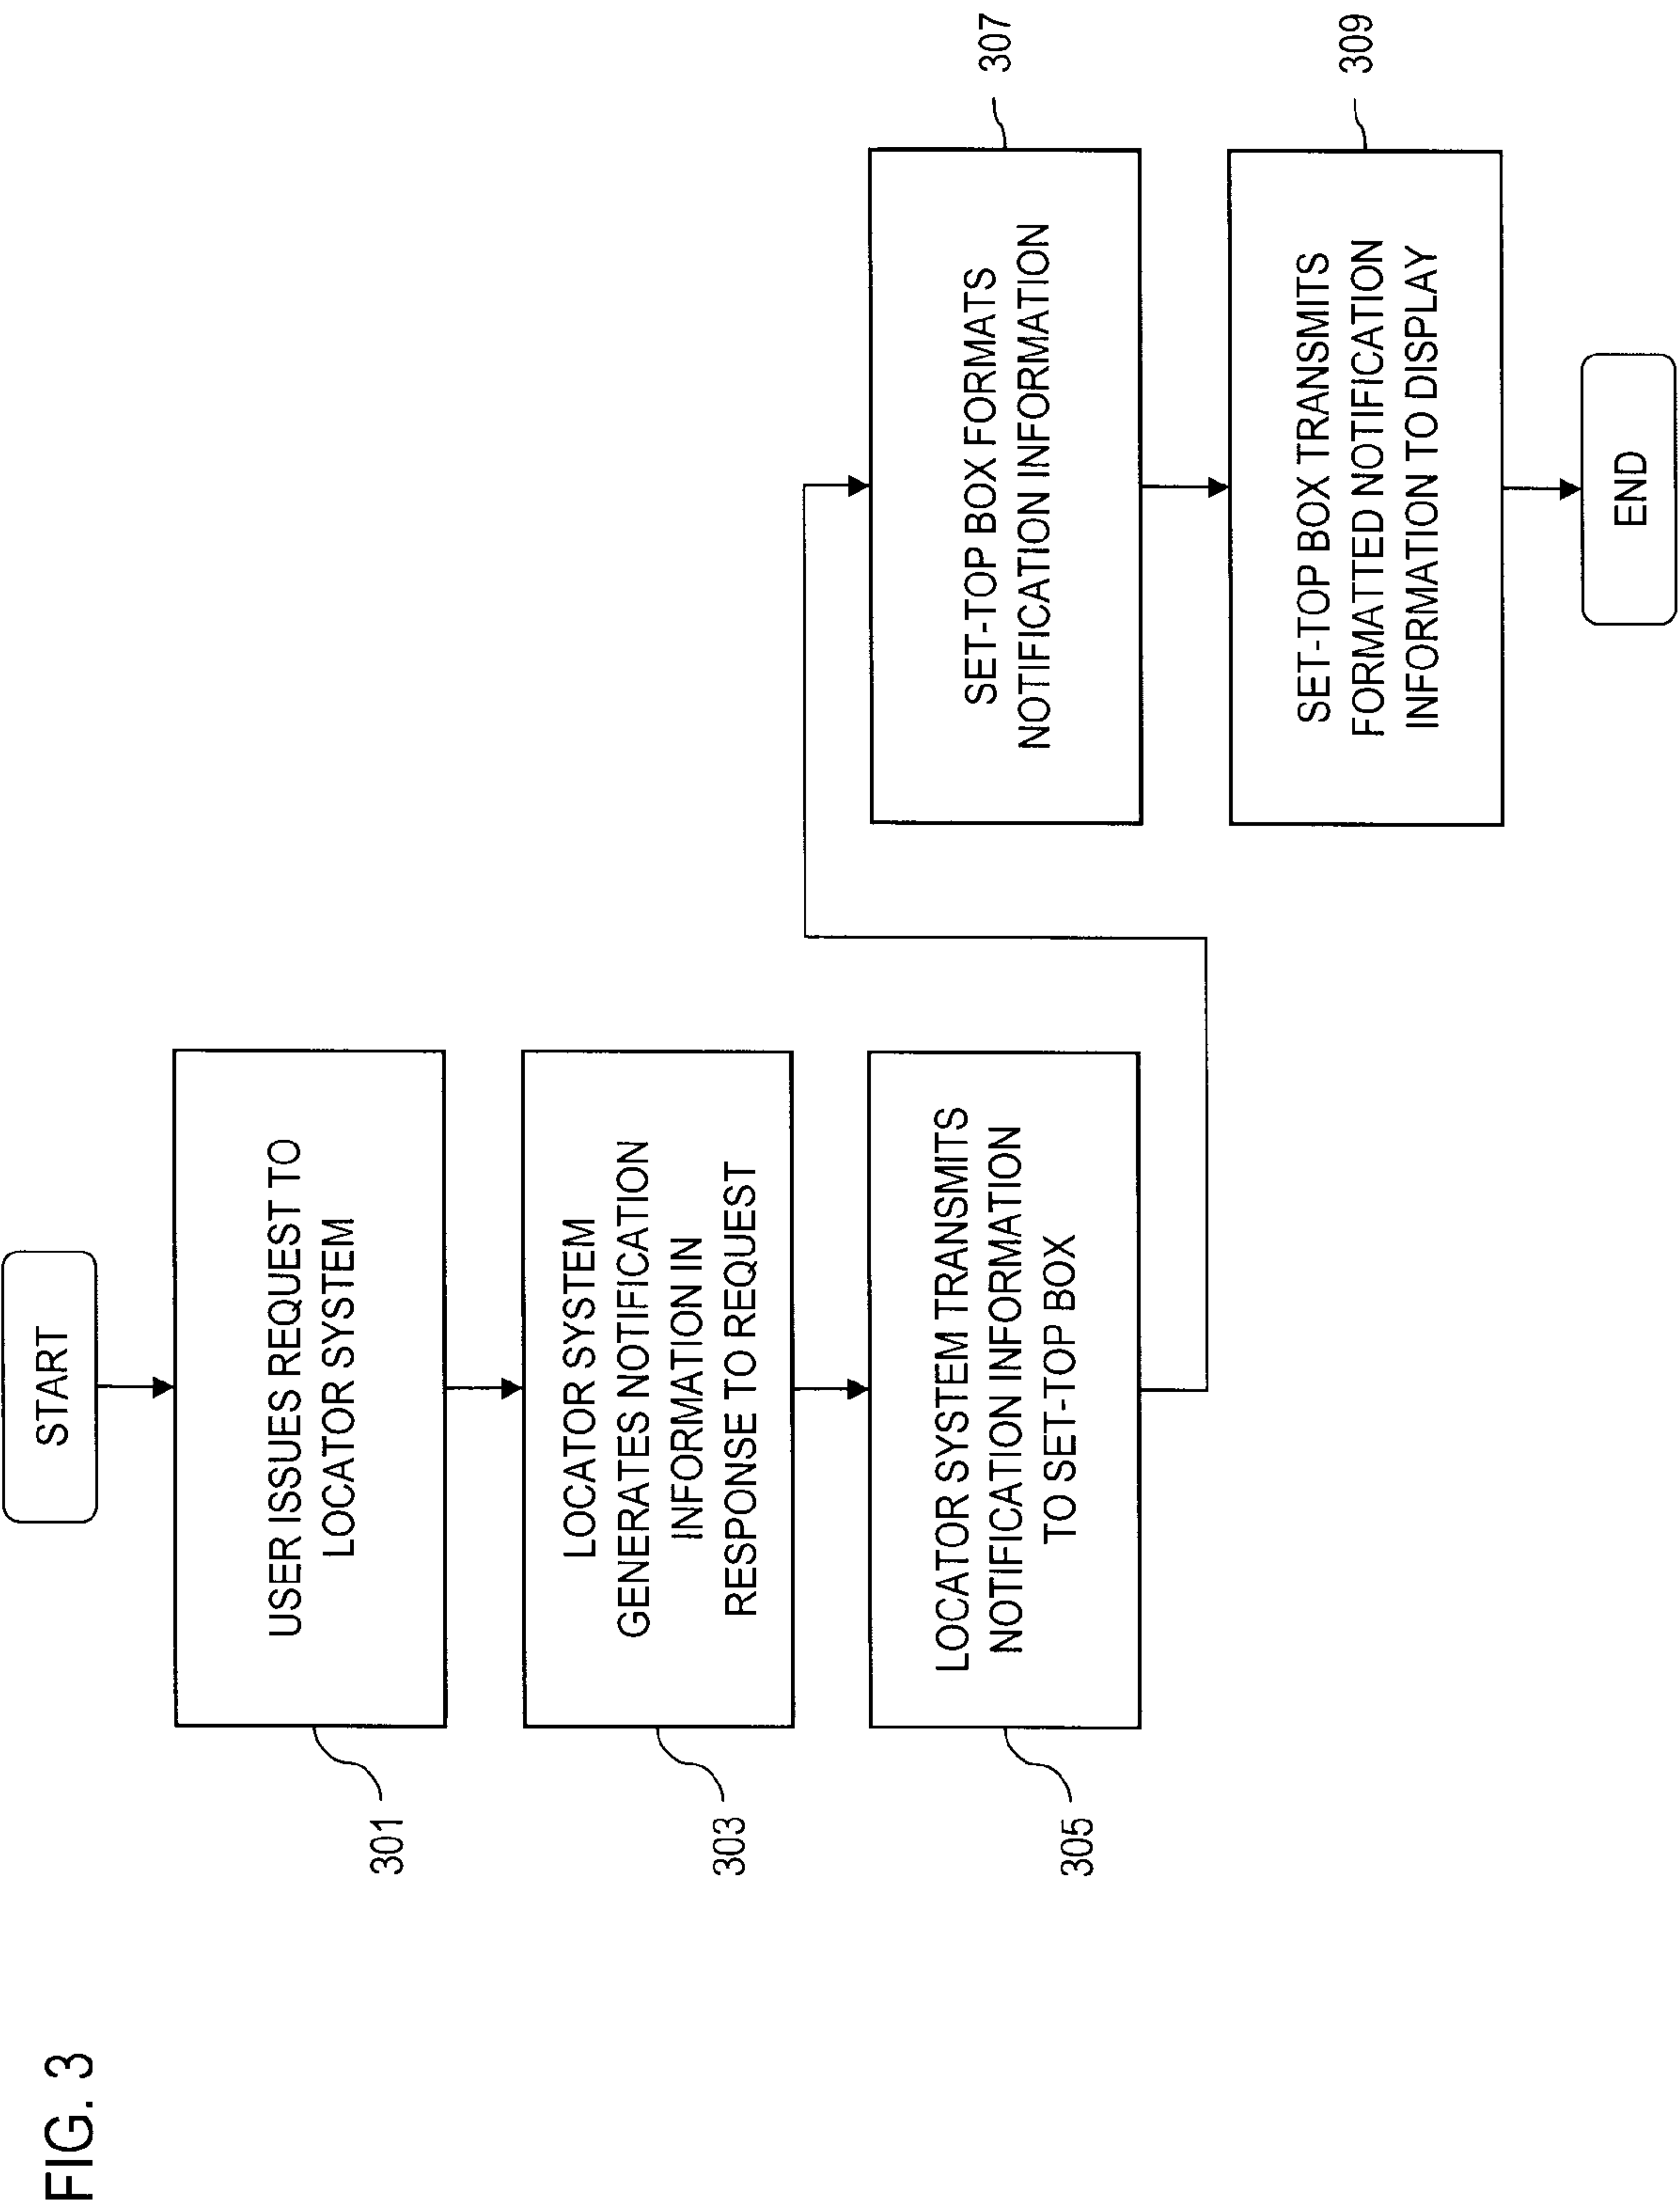 FIG. 3
START
USER ISSUES REQUEST TO
LOCATOR SYSTEM
301
LOCATOR SYSTEM
GENERATES NOTIFICATION
INFORMATION IN
RESPONSE TO REQUEST
303
LOCATOR SYSTEM TRANSMITS
NOTIFICATION INFORMATION
TO SET-TOP BOX
305
SET-TOP BOX FORMATS
NOTIFICATION INFORMATION
307
SET-TOP BOX TRANSMITS
FORMATTED NOTIFICATION
INFORMATION TO DISPLAY
309
END